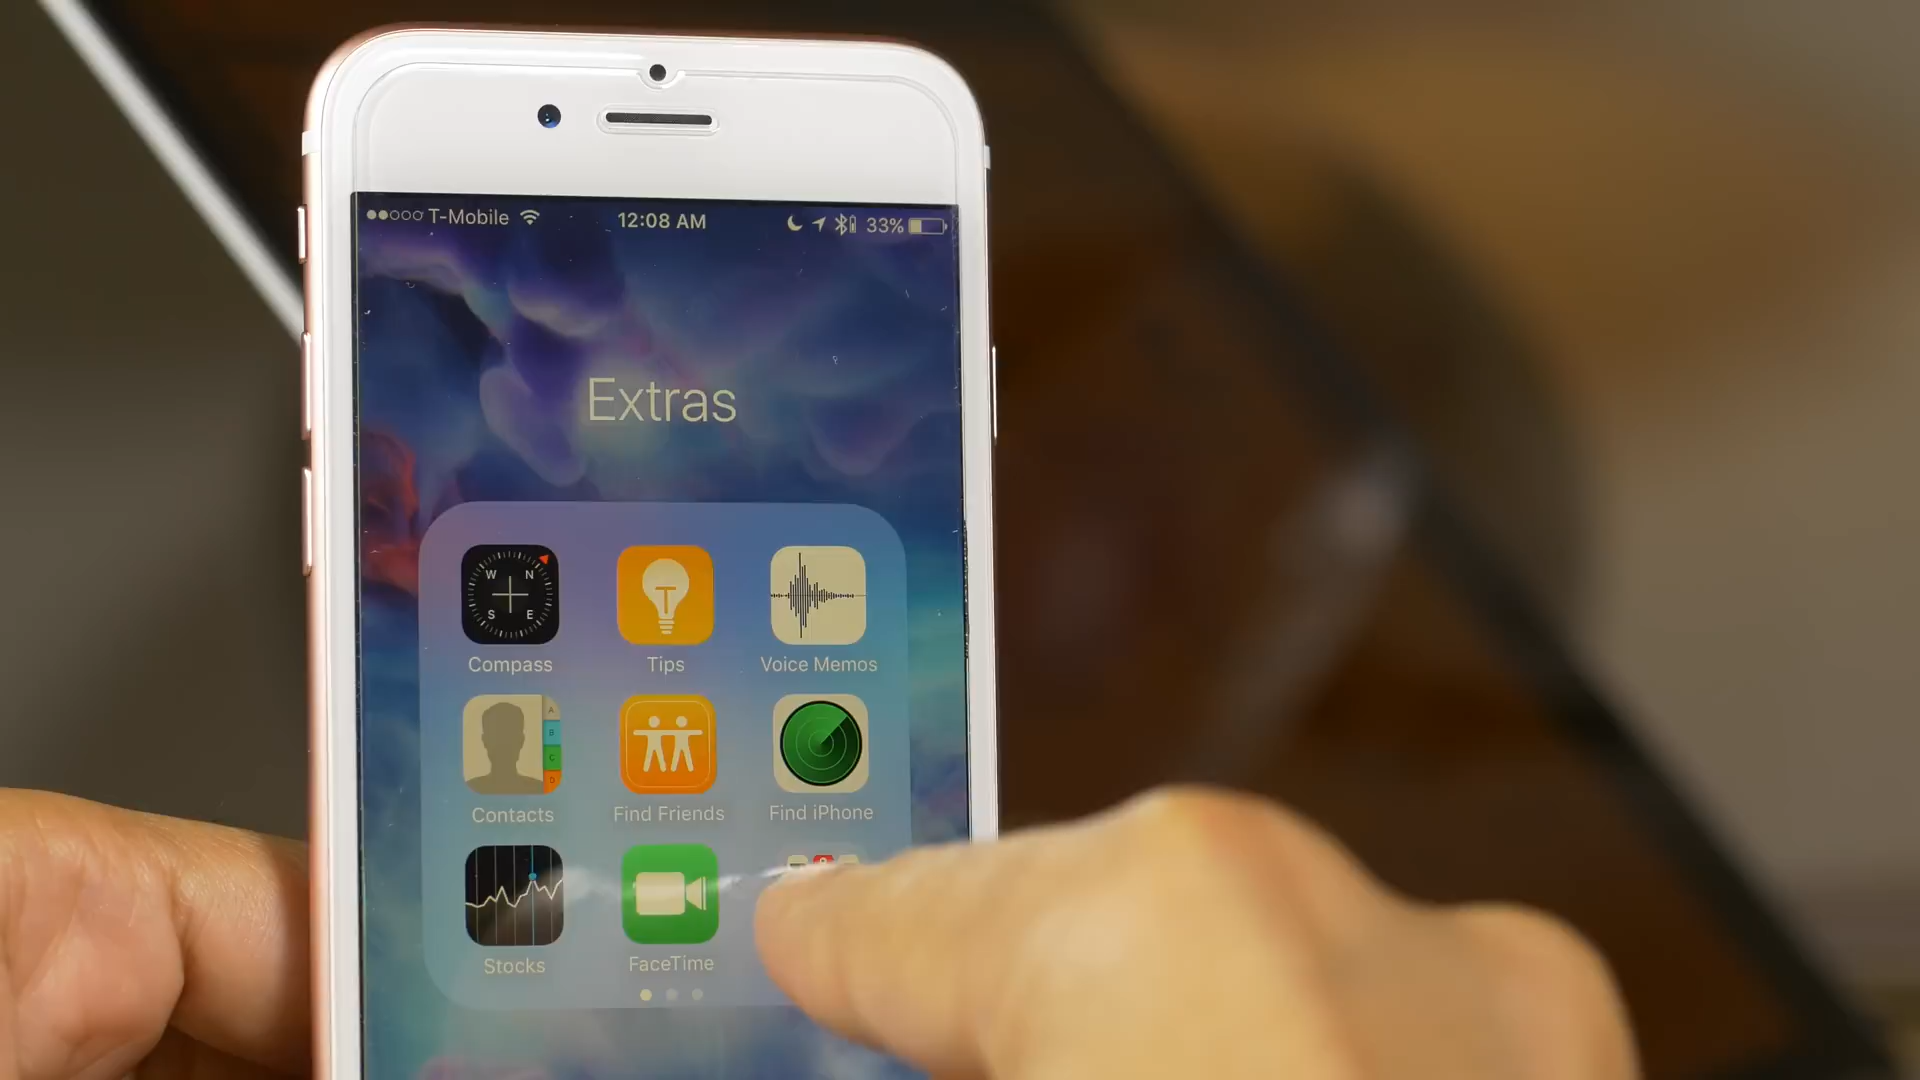 T-Mobile 12:08 AM 33%
Extras
W N
S E
T
Compass Tips Voice Memos
A
B
C
D
Contacts Find Friends Find iPhone
Stocks FaceTime